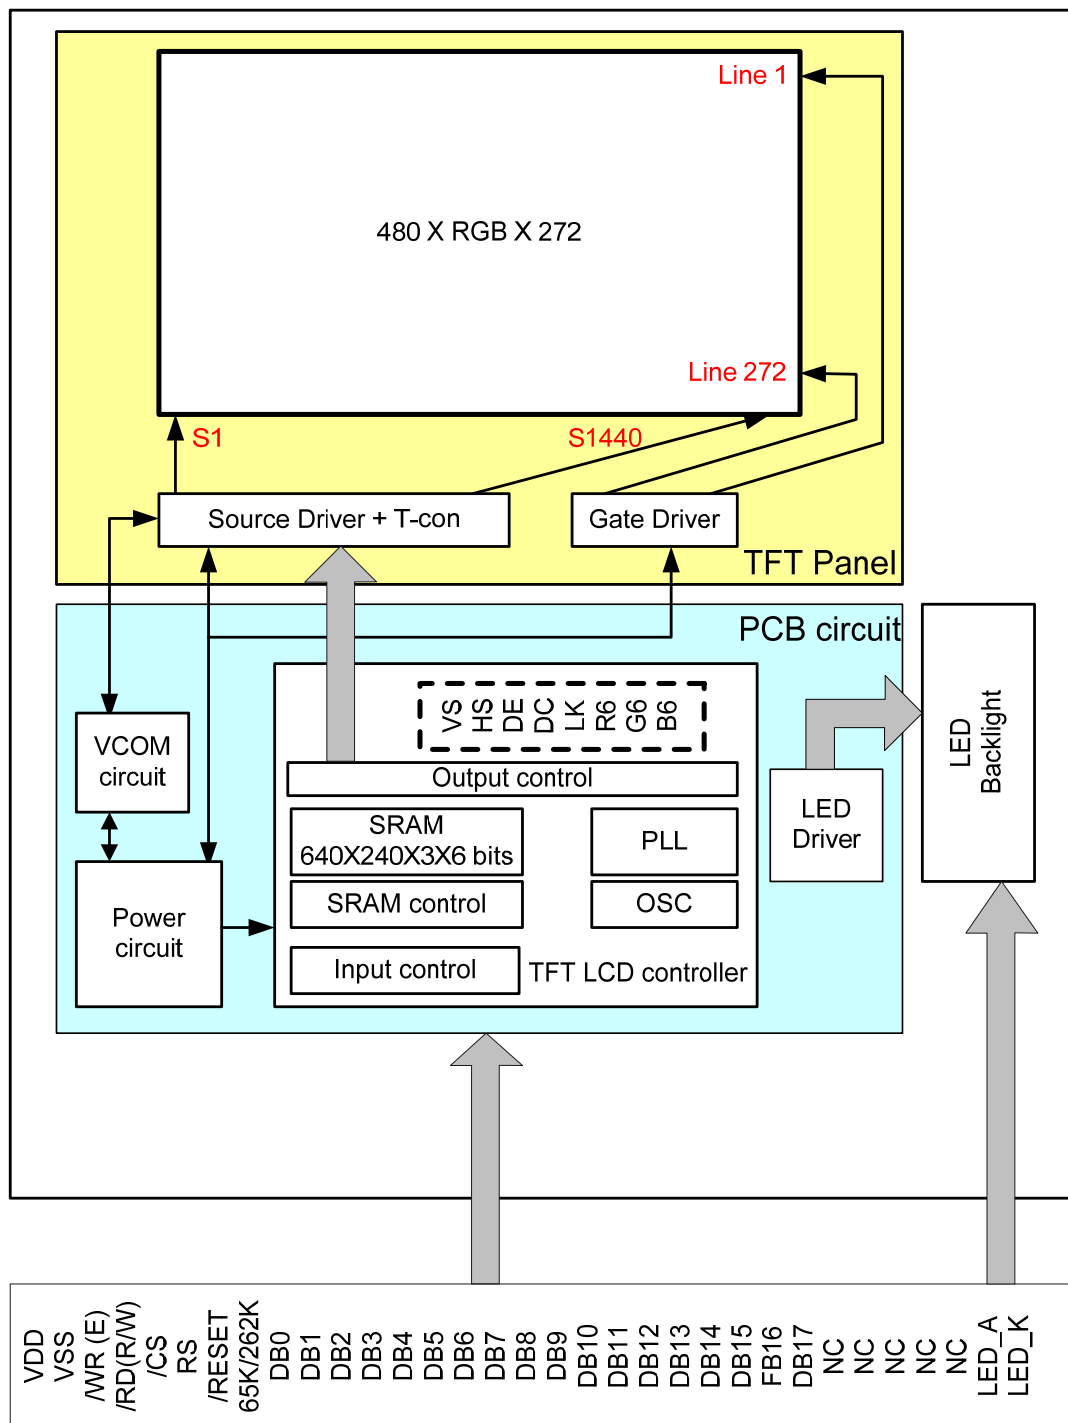 Line 1
480 X RGB X 272
Line 272
S1
S1440
Source Driver + T-con
Gate Driver
TFT Panel
PCB circuit
VS
HS
DE
DC
LK
R6
G6
B6
VCOM
circuit
Output control
LED
Backlight
LED
Driver
SRAM
640X240X3X6 bits
PLL
SRAM control
OSC
Power
circuit
Input control
TFT LCD controller
VDD
VSS
/WR (E)
/RD(R/W)
/CS
RS
/RESET
65K/262K
DB0
DB1
DB2
DB3
DB4
DB5
DB6
DB7
DB8
DB9
DB10
DB11
DB12
DB13
DB14
DB15
FB16
DB17
NC
NC
NC
NC
NC
LED_A
LED_K